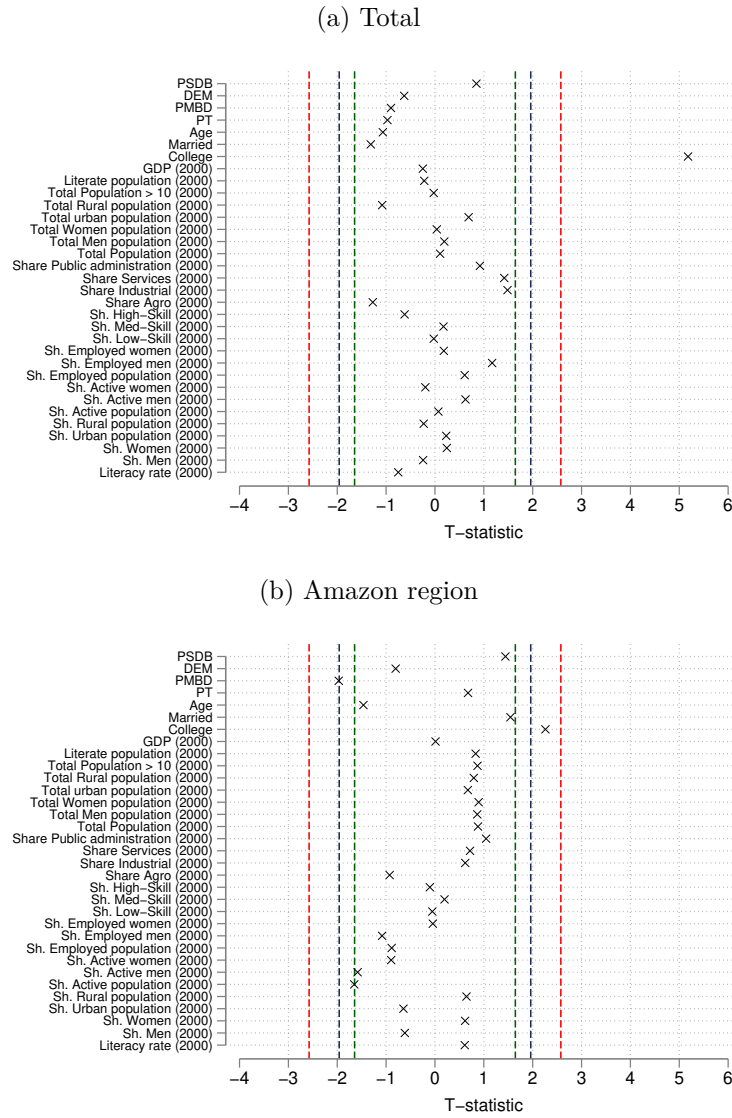 (a) Total
PSDB
DEM
PMBD
PT
Age
Married
College
GDP (2000)
Literate population (2000)
Total Population > 10 (2000)
Total Rural population (2000)
Total urban population (2000)
Total Women population (2000)
Total Men population (2000)
Total Population (2000)
Share Public administration (2000)
Share Services (2000)
Share Industrial (2000)
Share Agro (2000)
Sh. High−Skill (2000)
Sh. Med−Skill (2000)
Sh. Low−Skill (2000)
Sh. Employed women (2000)
Sh. Employed men (2000)
Sh. Employed population (2000)
Sh. Active women (2000)
Sh. Active men (2000)
Sh. Active population (2000)
Sh. Rural population (2000)
Sh. Urban population (2000)
Sh. Women (2000)
Sh. Men (2000)
Literacy rate (2000)
−4 −3 −2 −1 0 1 2 3 4 5 6
T−statistic
(b) Amazon region
PSDB
DEM
PMBD
PT
Age
Married
College
GDP (2000)
Literate population (2000)
Total Population > 10 (2000)
Total Rural population (2000)
Total urban population (2000)
Total Women population (2000)
Total Men population (2000)
Total Population (2000)
Share Public administration (2000)
Share Services (2000)
Share Industrial (2000)
Share Agro (2000)
Sh. High−Skill (2000)
Sh. Med−Skill (2000)
Sh. Low−Skill (2000)
Sh. Employed women (2000)
Sh. Employed men (2000)
Sh. Employed population (2000)
Sh. Active women (2000)
Sh. Active men (2000)
Sh. Active population (2000)
Sh. Rural population (2000)
Sh. Urban population (2000)
Sh. Women (2000)
Sh. Men (2000)
Literacy rate (2000)
−4 −3 −2 −1 0 1 2 3 4 5 6
T−statistic